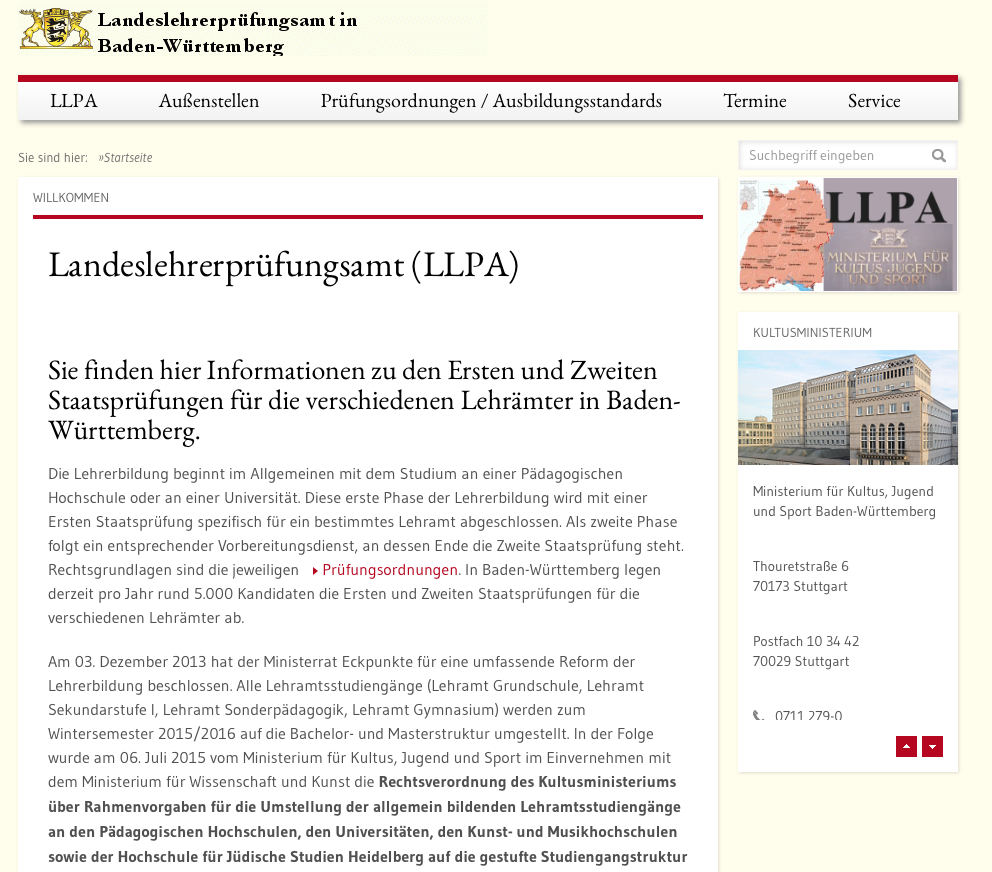 Landeslehrerprüfungsamt in
Baden-Württemberg
LLPA Außenstellen Prüfungsordnungen / Ausbildungsstandards Termine Service
Sie sind hier: »Startseite
Suchbegriff eingeben
WILLKOMMEN
Landeslehrerprüfungsamt (LLPA)
Sie finden hier Informationen zu den Ersten und Zweiten
Staatsprüfungen für die verschiedenen Lehrämter in Baden-
Württemberg.
Die Lehrerbildung beginnt im Allgemeinen mit dem Studium an einer Pädagogischen
Hochschule oder an einer Universität. Diese erste Phase der Lehrerbildung wird mit einer
Ersten Staatsprüfung spezifisch für ein bestimmtes Lehramt abgeschlossen. Als zweite Phase
folgt ein entsprechender Vorbereitungsdienst, an dessen Ende die Zweite Staatsprüfung steht.
Rechtsgrundlagen sind die jeweiligen Prüfungsordnungen. In Baden-Württemberg legen
derzeit pro Jahr rund 5.000 Kandidaten die Ersten und Zweiten Staatsprüfungen für die
verschiedenen Lehrämter ab.
Am 03. Dezember 2013 hat der Ministerrat Eckpunkte für eine umfassende Reform der
Lehrerbildung beschlossen. Alle Lehramtsstudiengänge (Lehramt Grundschule, Lehramt
Sekundarstufe I, Lehramt Sonderpädagogik, Lehramt Gymnasium) werden zum
Wintersemester 2015/2016 auf die Bachelor- und Masterstruktur umgestellt. In der Folge
wurde am 06. Juli 2015 vom Ministerium für Kultus, Jugend und Sport im Einvernehmen mit
dem Ministerium für Wissenschaft und Kunst die Rechtsverordnung des Kultusministeriums
über Rahmenvorgaben für die Umstellung der allgemein bildenden Lehramtsstudiengänge
an den Pädagogischen Hochschulen, den Universitäten, den Kunst- und Musikhochschulen
sowie der Hochschule für Jüdische Studien Heidelberg auf die gestufte Studiengangstruktur
LLPA
MINISTERIUM FÜR
KULTUS JUGEND
UND SPORT
KULTUSMINISTERIUM
Ministerium für Kultus, Jugend
und Sport Baden-Württemberg
Thouretstraße 6
70173 Stuttgart
Postfach 10 34 42
70029 Stuttgart
0711 279-0